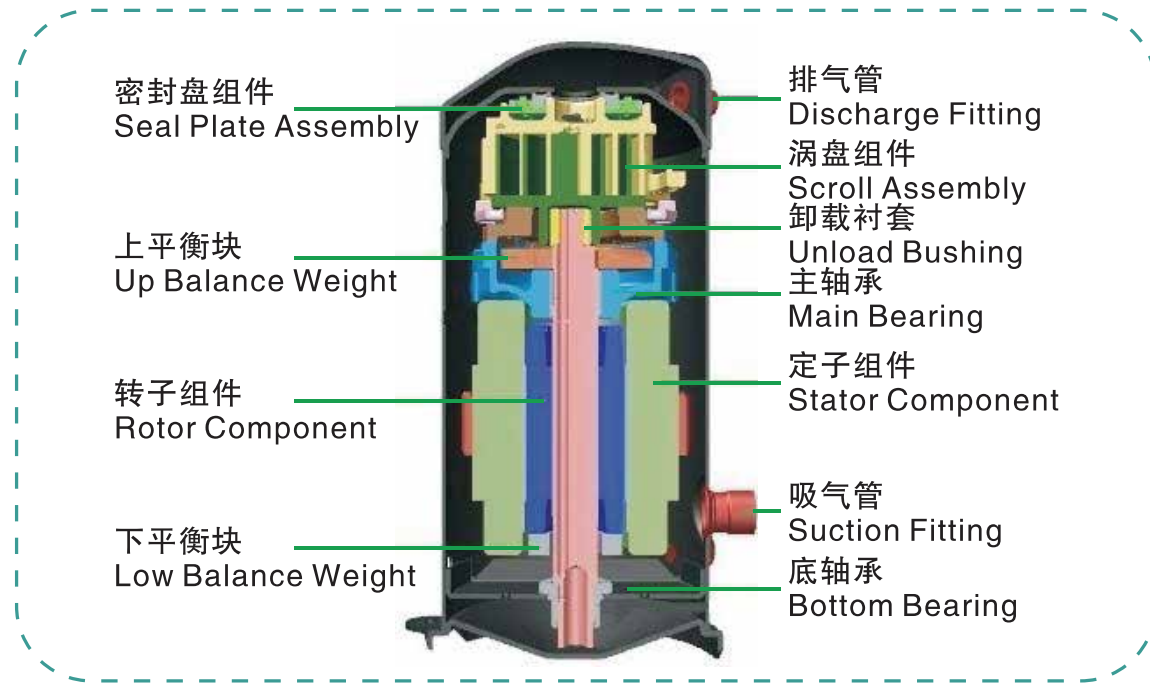 密封盘组件
Seal Plate Assembly
上平衡块
Up Balance Weight
转子组件
Rotor Component
下平衡块
Low Balance Weight
排气管
Discharge Fitting
涡盘组件
Scroll Assembly
卸载衬套
Unload Bushing
主轴承
Main Bearing
定子组件
Stator Component
吸气管
Suction Fitting
底轴承
Bottom Bearing